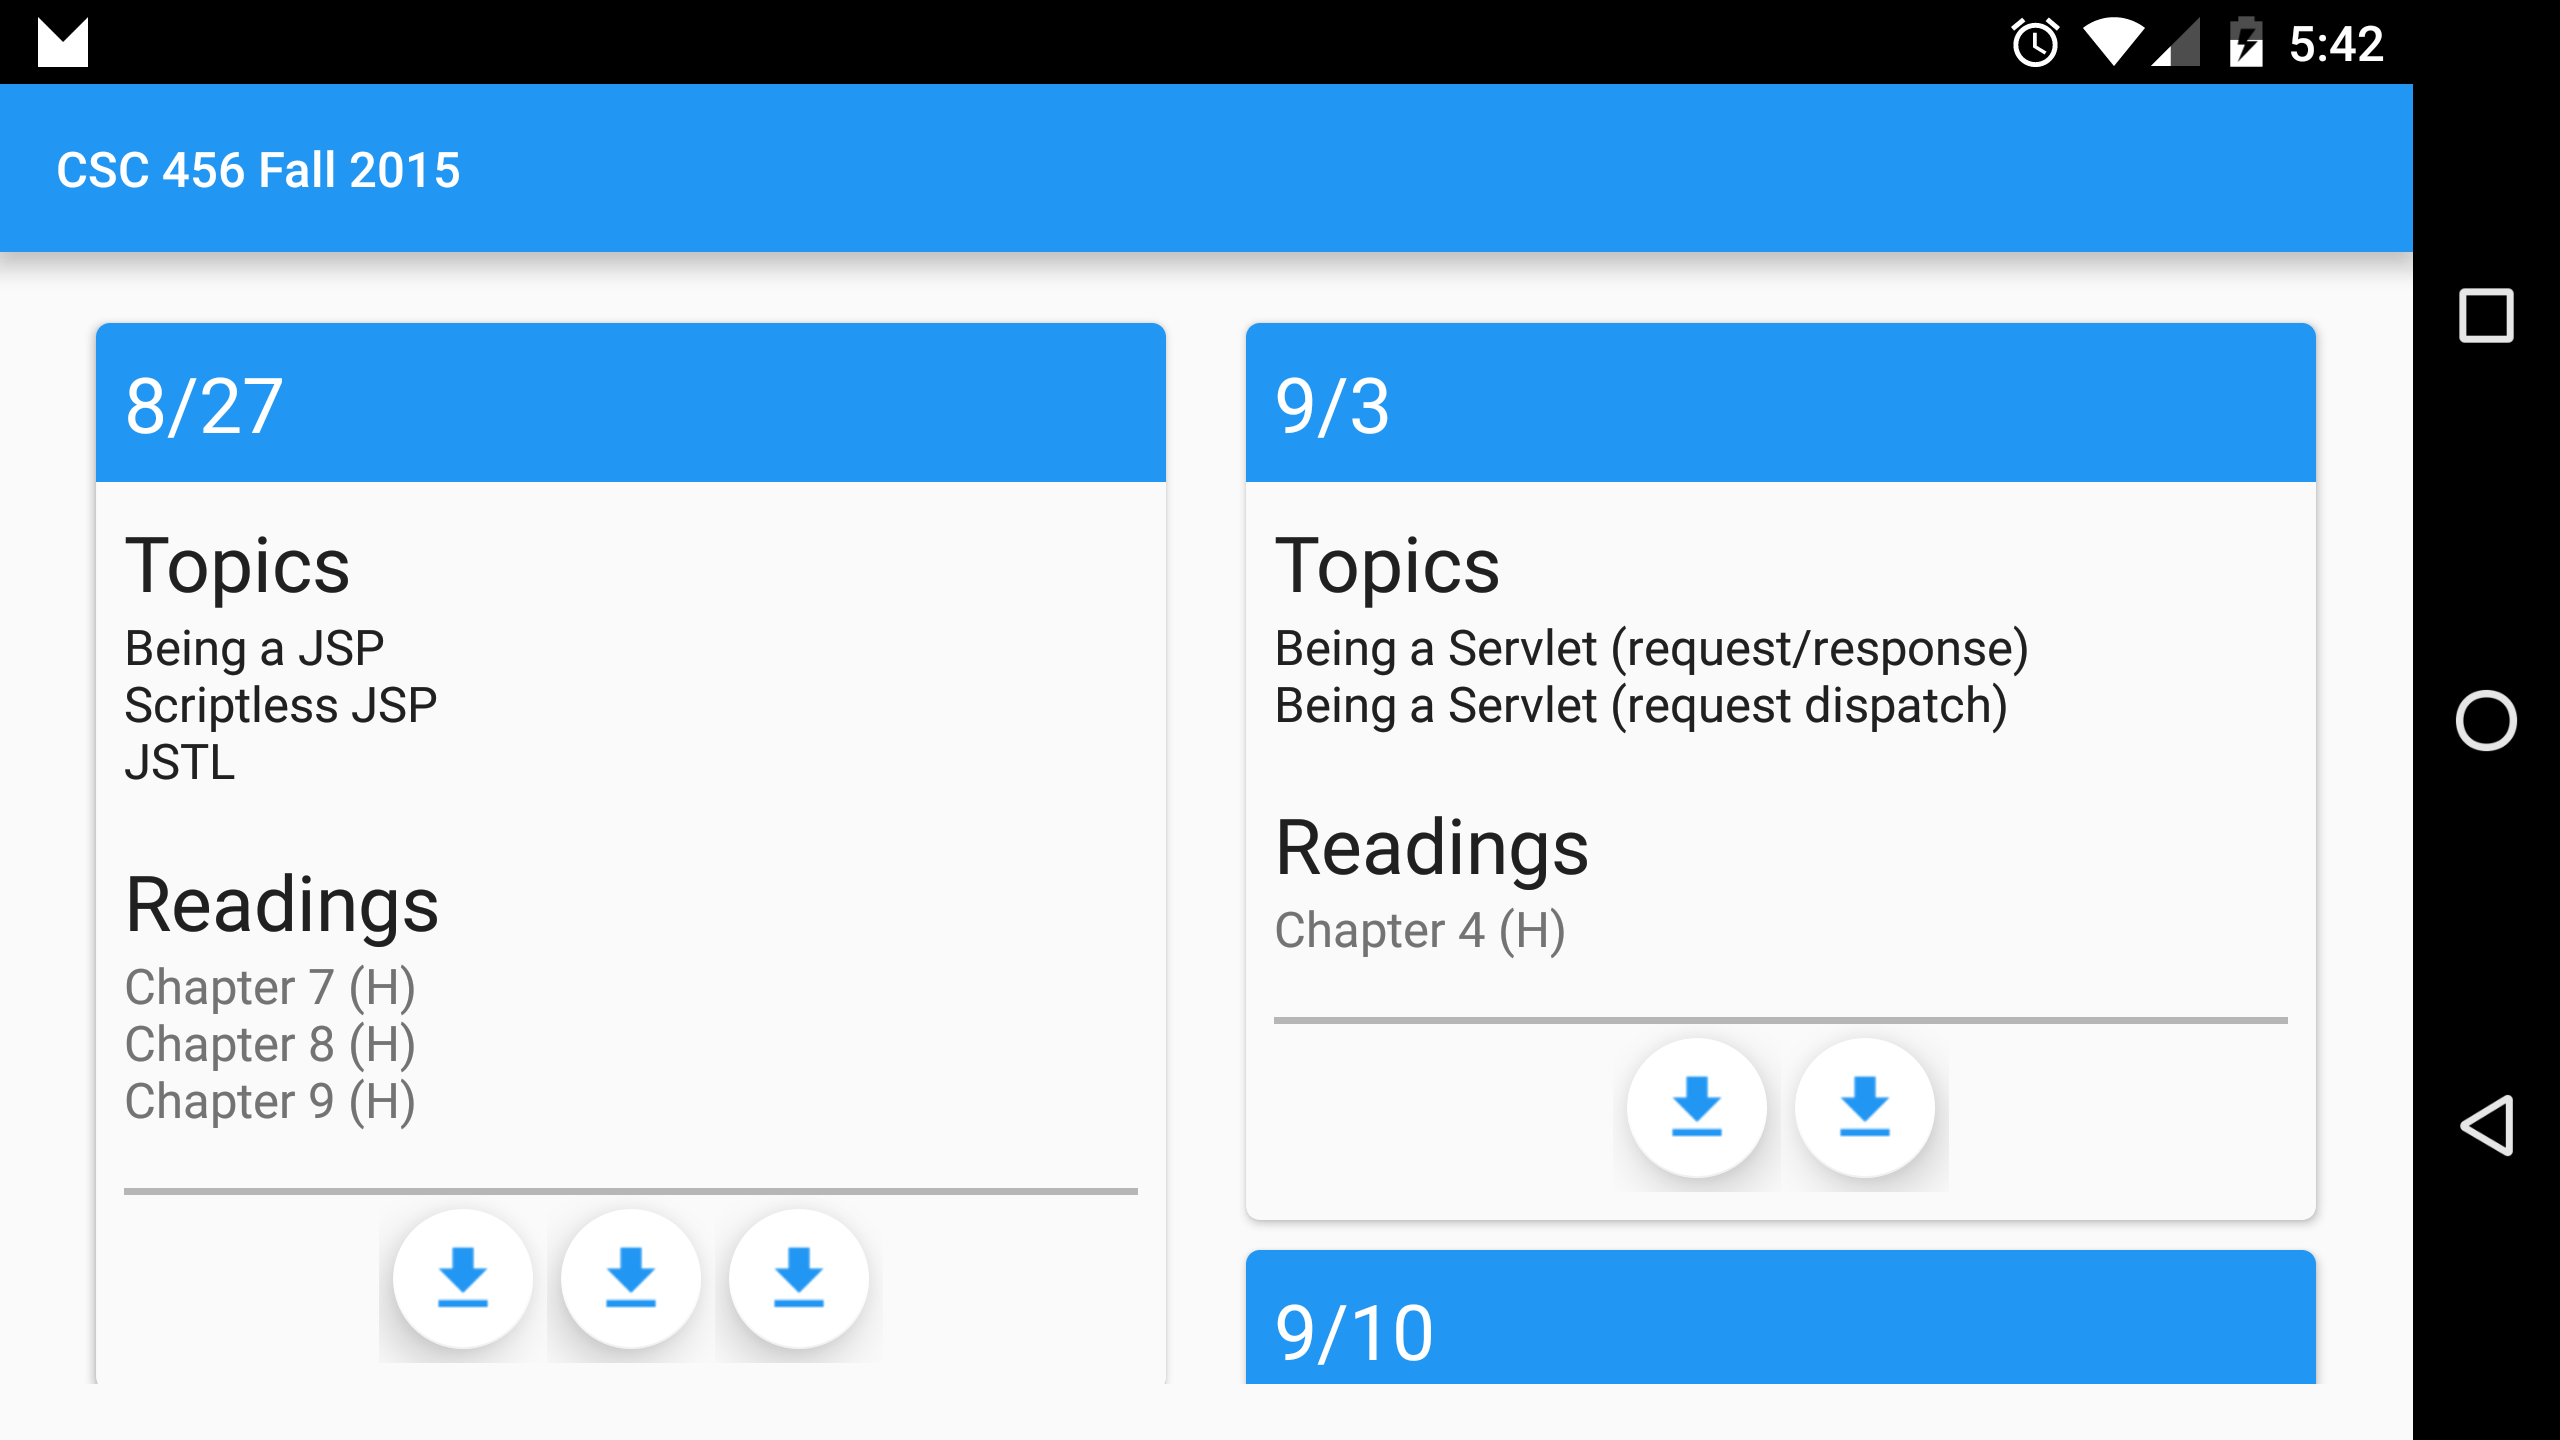 5:42
CSC 456 Fall 2015
8/27
Topics
Being a JSP
Scriptless JSP
JSTL
Readings
Chapter 7 (H)
Chapter 8 (H)
Chapter 9 (H)
9/3
Topics
Being a Servlet (request/response)
Being a Servlet (request dispatch)
Readings
Chapter 4 (H)
9/10